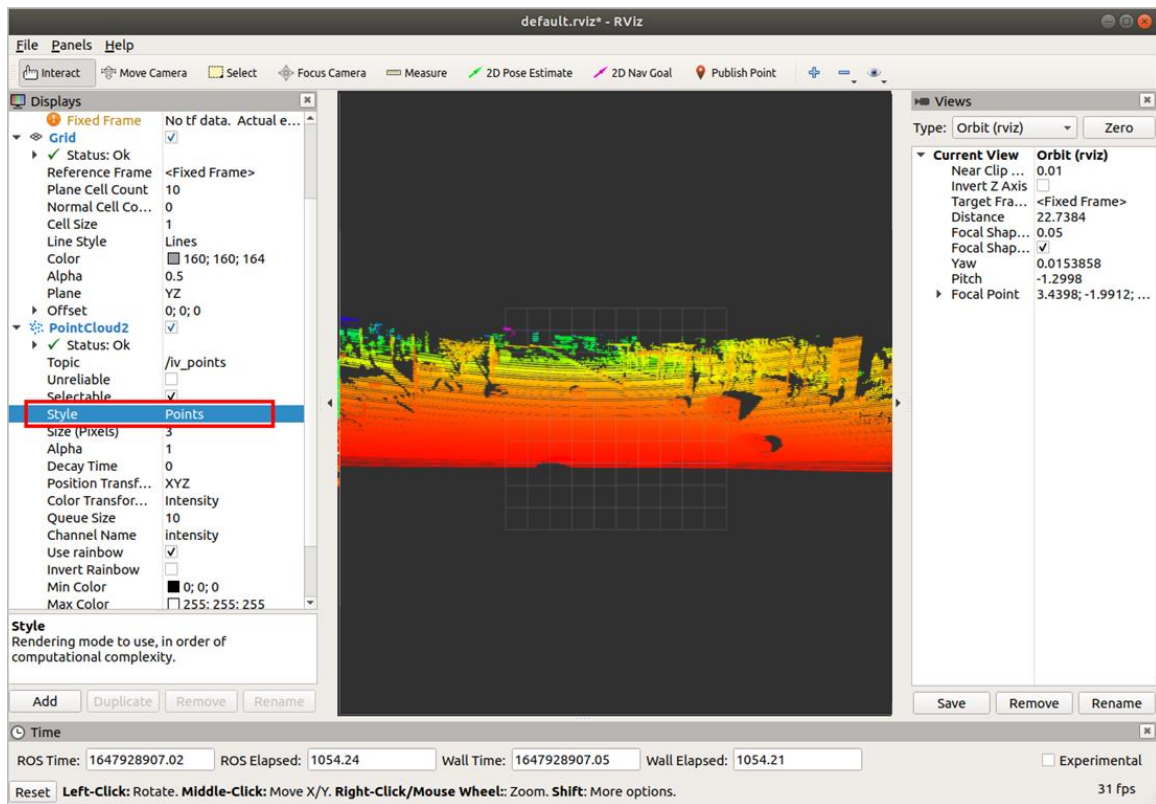 default.rviz* - RViz
File Panels Help
Interact Move Camera Select Focus Camera Measure 2D Pose Estimate 2D Nav Goal Publish Point
Displays
Fixed Frame No tf data. Actual e...
Grid
Status: Ok
Reference Frame <Fixed Frame>
Plane Cell Count 10
Normal Cell Co... 0
Cell Size 1
Line Style Lines
Color 160; 160; 164
Alpha 0.5
Plane YZ
Offset 0; 0; 0
PointCloud2
Status: Ok
Topic /iv_points
Unreliable
Selectable
Style Points
Size (Pixels) 3
Alpha 1
Decay Time 0
Position Transf... XYZ
Color Transfor... Intensity
Queue Size 10
Channel Name intensity
Use rainbow
Invert Rainbow
Min Color 0; 0; 0
Max Color 255; 255; 255
Style
Rendering mode to use, in order of
computational complexity.
Add Duplicate Remove Rename
Views
Type: Orbit (rviz) Zero
Current View Orbit (rviz)
Near Clip ... 0.01
Invert Z Axis
Target Fra... <Fixed Frame>
Distance 22.7384
Focal Shap... 0.05
Focal Shap...
Yaw 0.0153858
Pitch -1.2998
Focal Point 3.4398; -1.9912; ...
Save Remove Rename
Time
ROS Time: 1647928907.02 ROS Elapsed: 1054.24 Wall Time: 1647928907.05 Wall Elapsed: 1054.21 Experimental
Reset Left-Click: Rotate. Middle-Click: Move X/Y. Right-Click/Mouse Wheel:: Zoom. Shift: More options. 31 fps